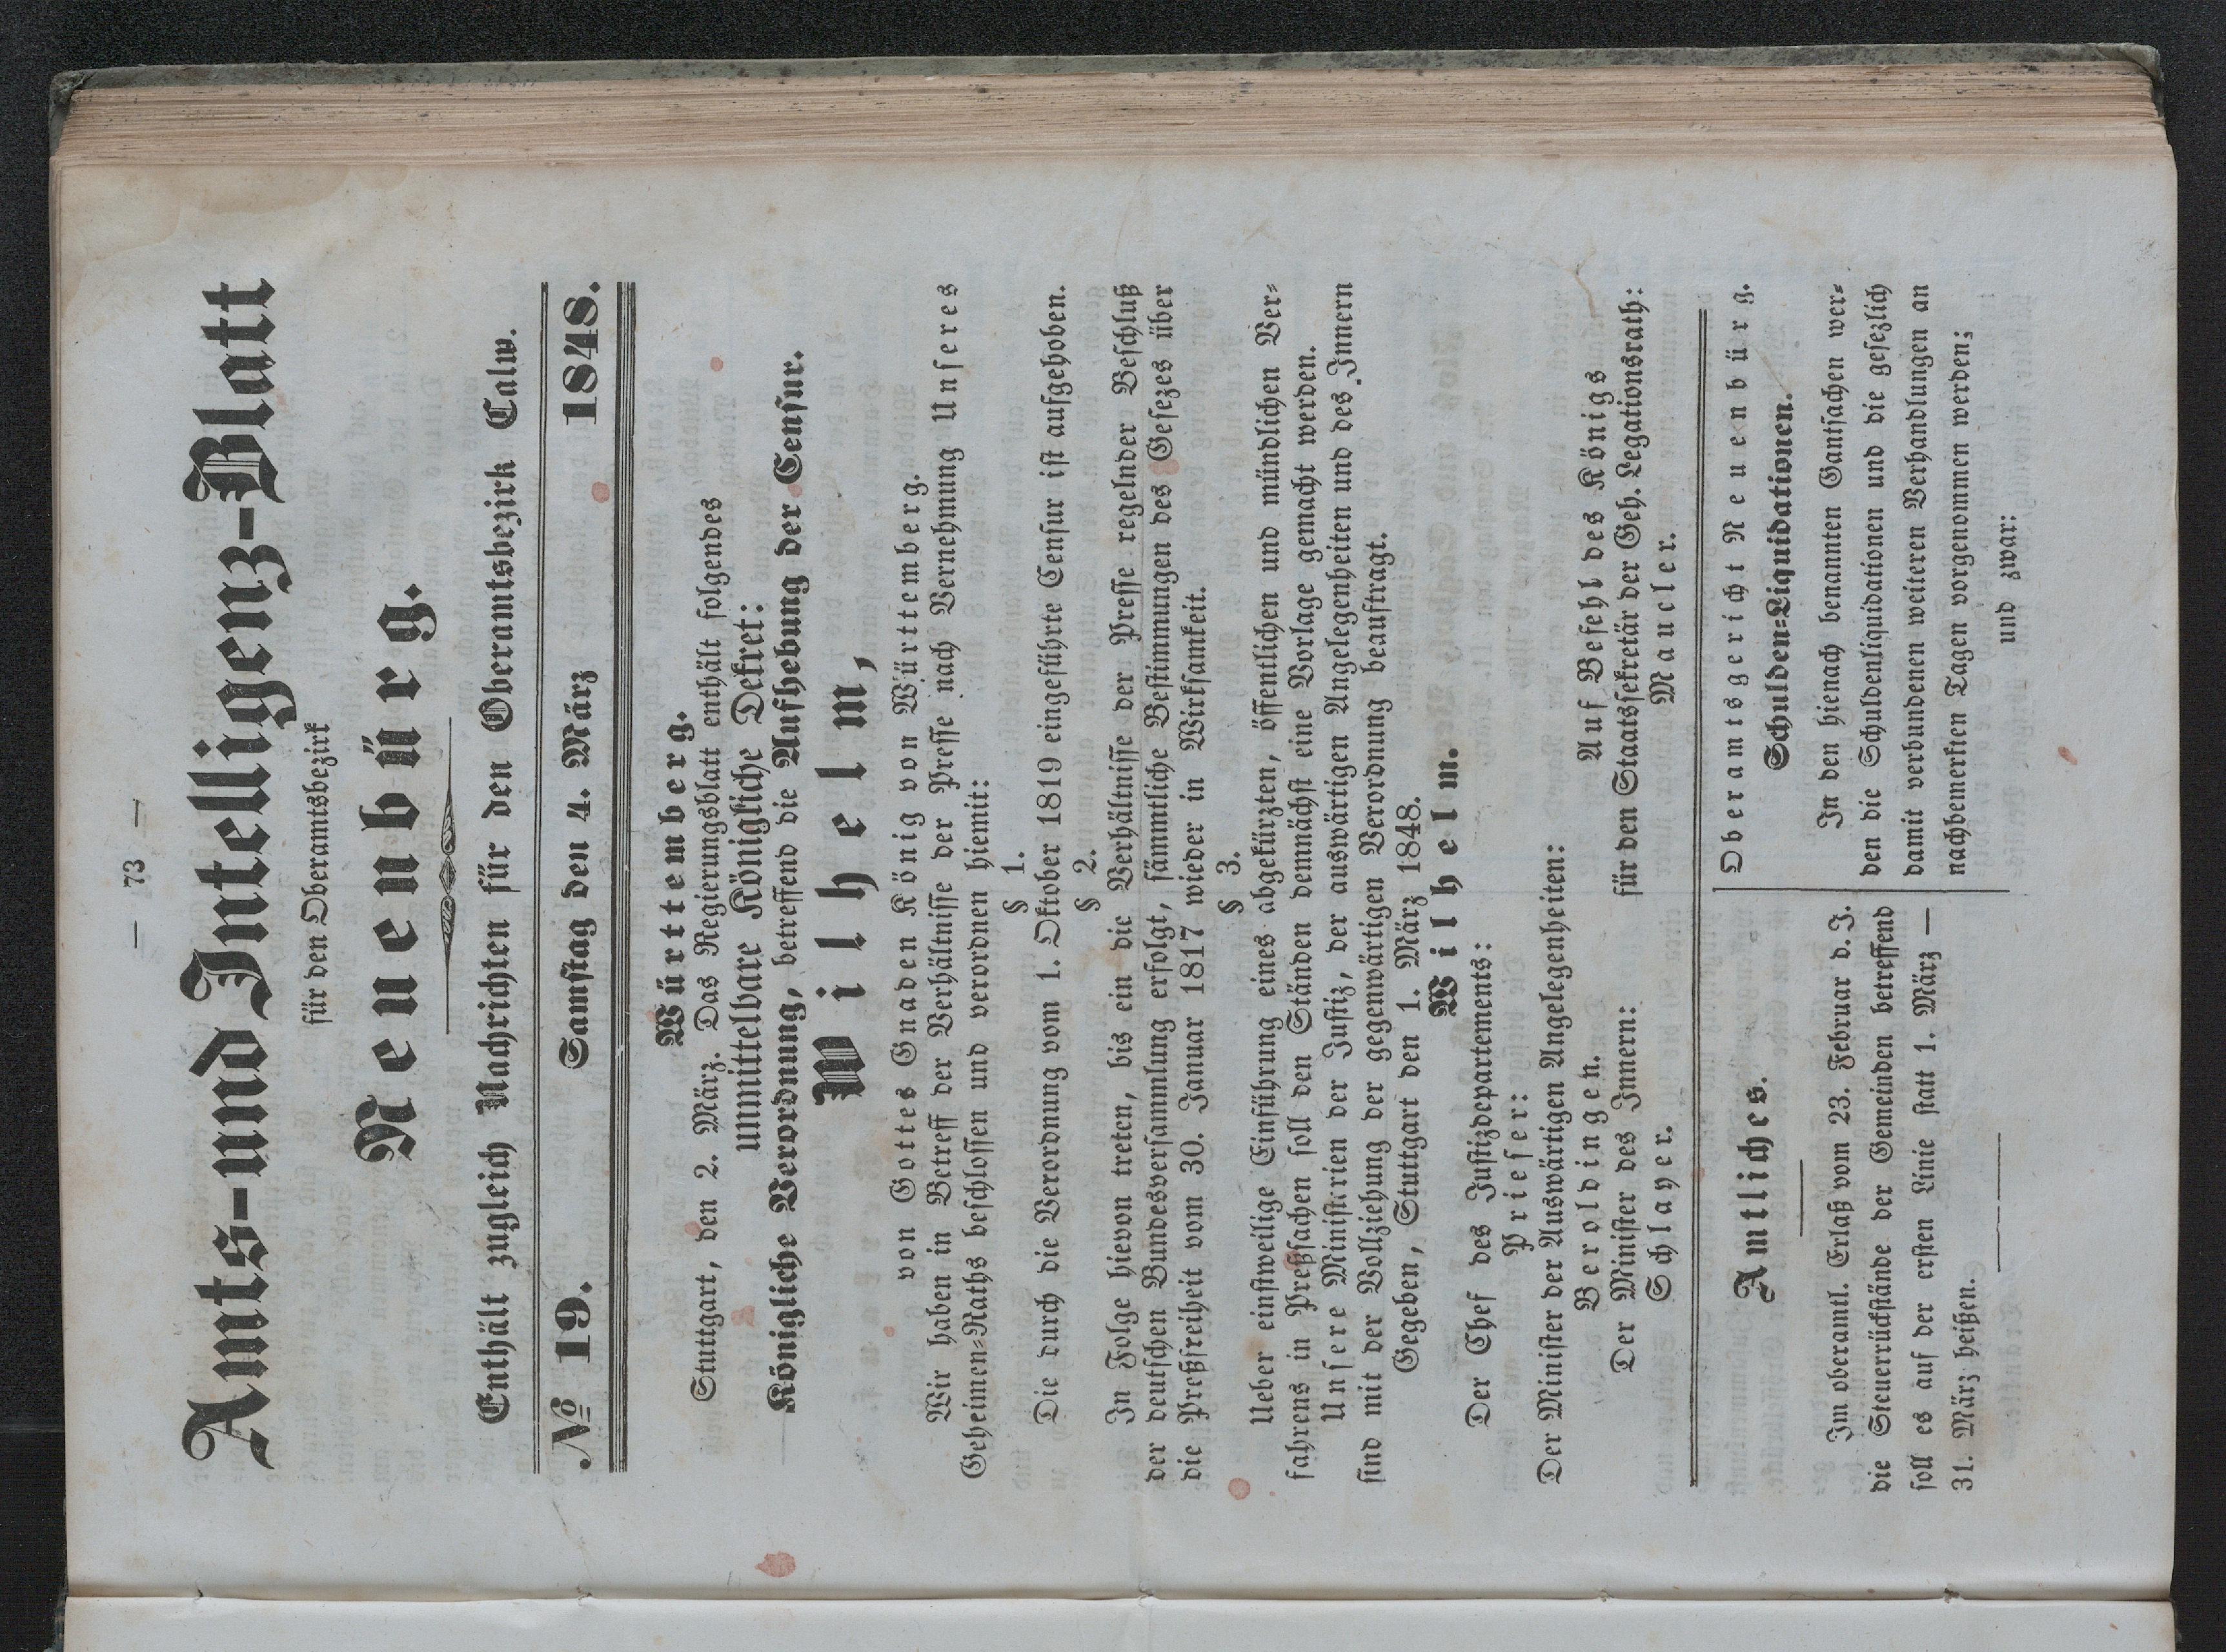 — 73 —
Amts- und Intelligenz-Blatt
für den Oberamtsbezirk
Neuenbürg.
Enthält zugleich Nachrichten für den Oberamtsbezirk Calw.
№ 19. Samstag den 4. März 1848.
Württemberg.
Stuttgart, den 2. März. Das Regierungsblatt enthält folgendes
unmittelbare Königliche Dekret:
Königliche Verordnung, betreffend die Aufhebung der Censur.
Wilhelm,
von Gottes Gnaden König von Württemberg.
Wir haben in Betreff der Verhältnisse der Presse nach Vernehmung Unseres
Geheimen-Raths beschlossen und verordnen hiemit:
§ 1.
Die durch die Verordnung vom 1. Oktober 1819 eingeführte Censur ist aufgehoben.
§ 2.
In Folge hievon treten, bis ein die Verhältnisse der Presse regelnder Beschluß
der deutschen Bundesversammlung erfolgt, sämmtliche Bestimmungen des Gesezes über
die Preßfreiheit vom 30. Januar 1817 wieder in Wirksamkeit.
§ 3.
Ueber einstweilige Einführung eines abgekürzten, öffentlichen und mündlichen Ver-
fahrens in Preßsachen soll den Ständen demnächst eine Vorlage gemacht werden.
Unsere Ministerien der Justiz, der auswärtigen Angelegenheiten und des Innern
sind mit der Vollziehung der gegenwärtigen Verordnung beauftragt.
Gegeben, Stuttgart den 1. März 1848.
Wilhelm.
Der Chef des Justizdepartements:
Prieser:
Der Minister der Auswärtigen Angelegenheiten:
Beroldingen.
Der Minister des Innern:
Schlayer.
Auf Befehl des Königs
für den Staatssekretär der Geh. Legationsrath:
Maucler.
Amtliches.
Im oberamtl. Erlaß vom 23. Februar d. J.
die Steuerrückstände der Gemeinden betreffend
soll es auf der ersten Linie statt 1. März —
31. März heißen.
Oberamtsgericht Neuenbürg.
Schulden-Liquidationen.
In den hienach benannten Gantsachen wer-
den die Schuldenliquidationen und die gesezlich
damit verbundenen weiteren Verhandlungen an
nachbemerkten Tagen vorgenommen werden;
und zwar: